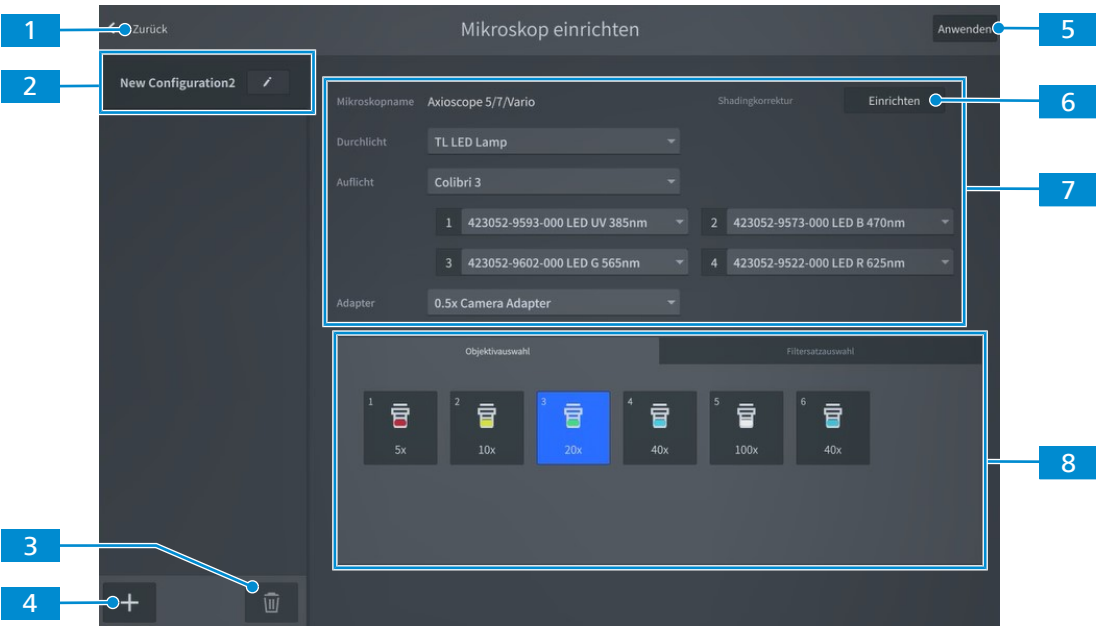 1
Zurück
Mikroskop einrichten
Anwenden
5
2
New Configuration2
Mikroskopname Axioscope 5/7/Vario
Shadingkorrektur
Einrichten
6
Durchlicht TL LED Lamp
7
Auflicht Colibri 3
1 423052-9593-000 LED UV 385nm
2 423052-9573-000 LED B 470nm
3 423052-9602-000 LED G 565nm
4 423052-9522-000 LED R 625nm
Adapter 0.5x Camera Adapter
Objektivauswahl
Filtersatzauswahl
1 2 3 4 5 6
5x 10x 20x 40x 100x 40x
8
3
4